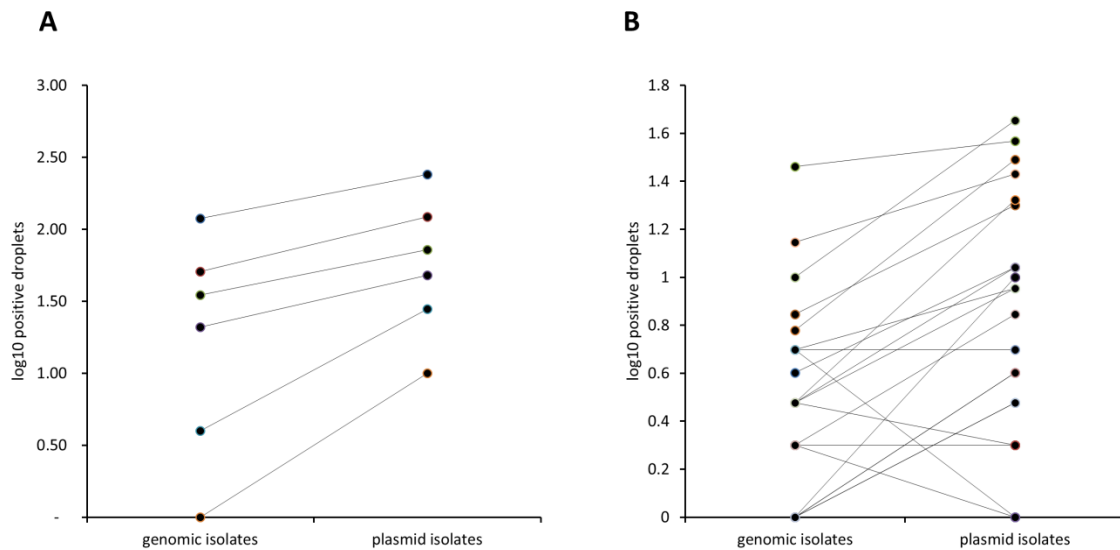 A
log10 positive droplets
3.00
2.50
2.00
1.50
1.00
0.50
-
genomic isolates
plasmid isolates
B
log10 positive droplets
1.8
1.6
1.4
1.2
1
0.8
0.6
0.4
0.2
0
genomic isolates
plasmid isolates